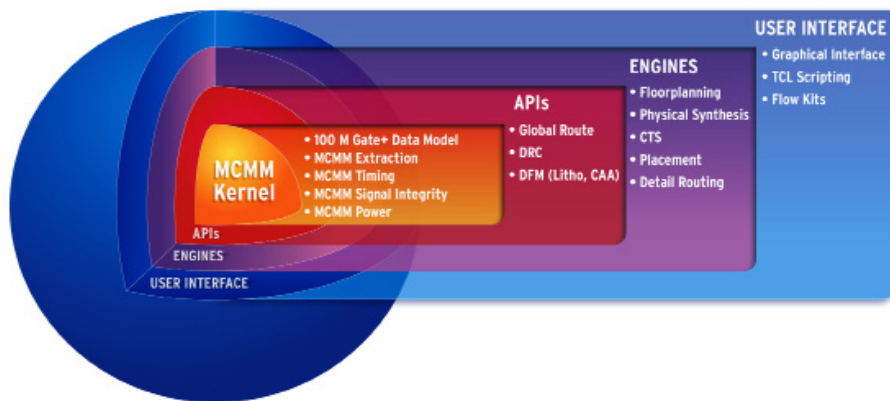 USER INTERFACE
• Graphical Interface
• TCL Scripting
• Flow Kits
ENGINES
• Floorplanning
• Physical Synthesis
• CTS
• Placement
• Detail Routing
APIs
• Global Route
• DRC
• DFM (Litho, CAA)
• 100 M Gate+ Data Model
• MCMM Extraction
• MCMM Timing
• MCMM Signal Integrity
• MCMM Power
MCMM
Kernel
APIs
ENGINES
USER INTERFACE